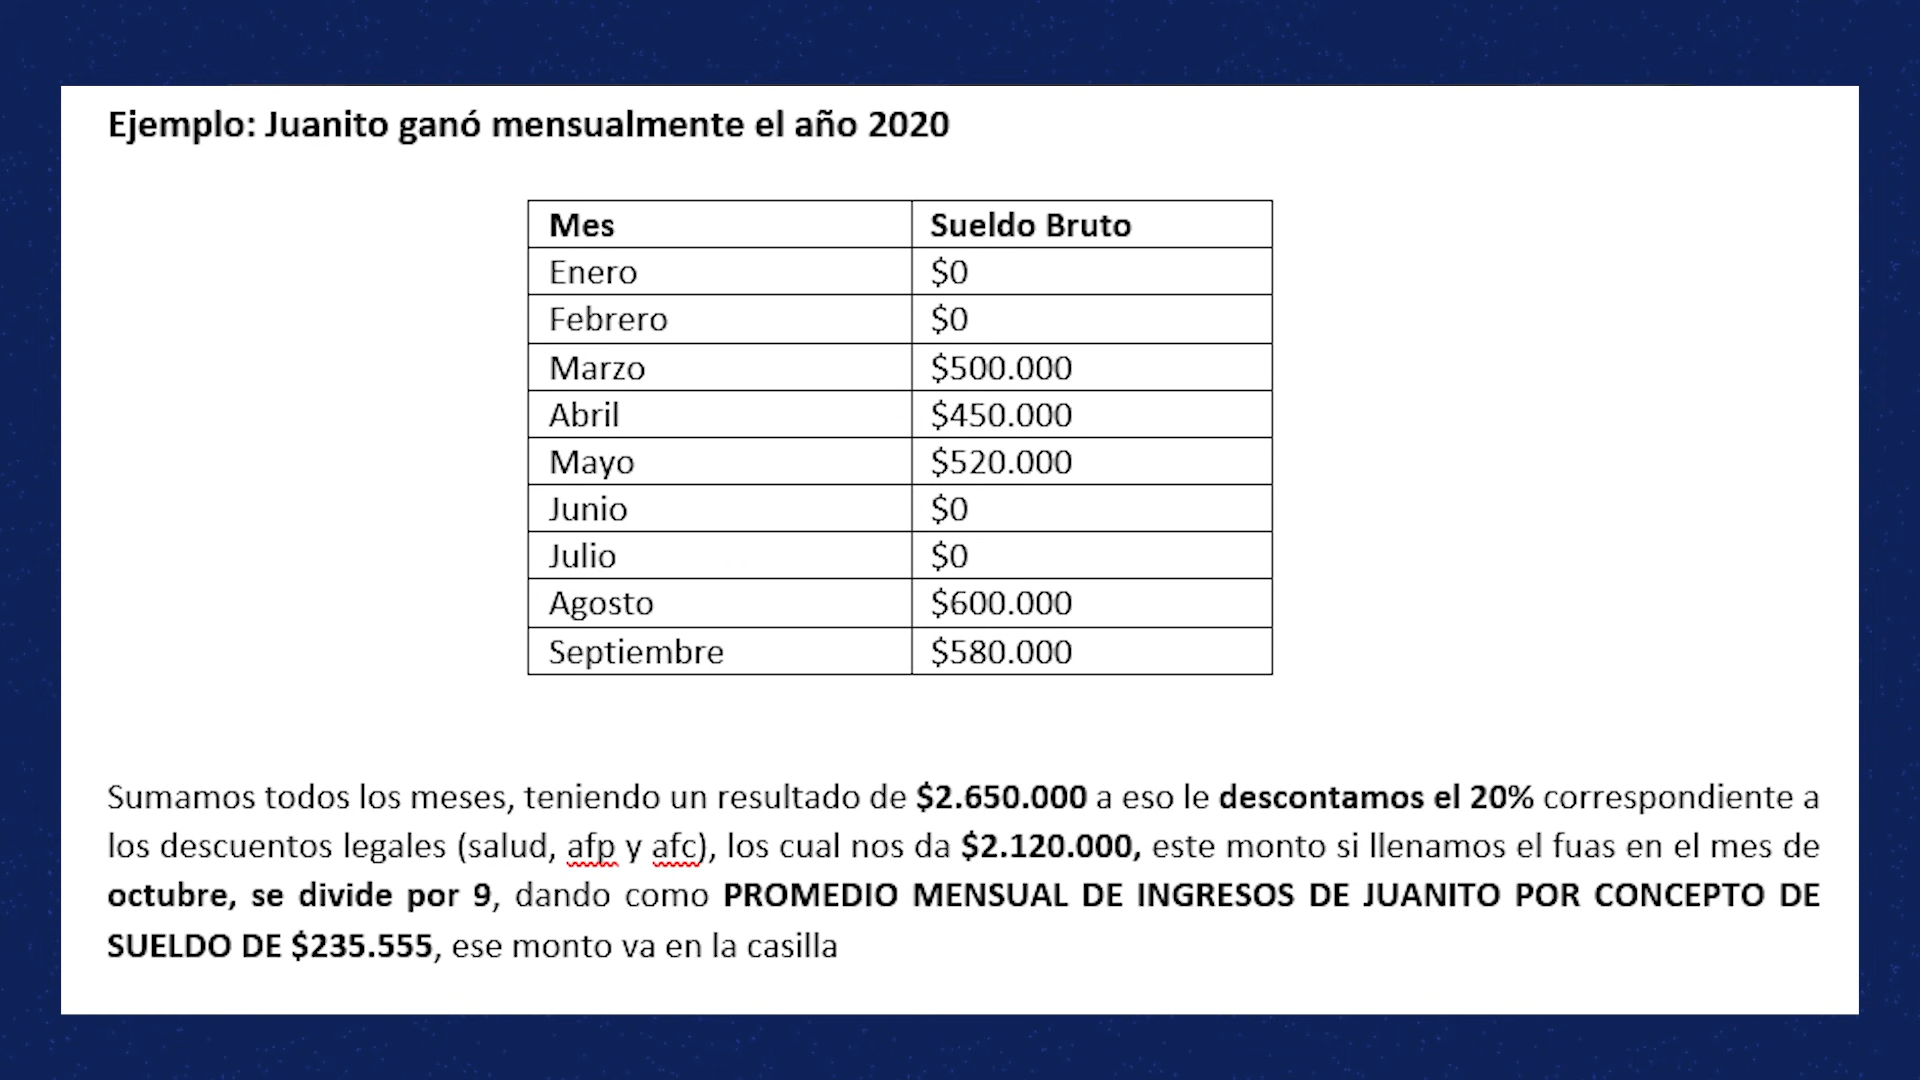 Ejemplo: Juanito ganó mensualmente el año 2020
Mes Sueldo Bruto
Enero $0
Febrero $0
Marzo $500.000
Abril $450.000
Mayo $520.000
Junio $0
Julio $0
Agosto $600.000
Septiembre $580.000
Sumamos todos los meses, teniendo un resultado de $2.650.000 a eso le descontamos el 20% correspondiente a
los descuentos legales (salud, afp y afc), los cual nos da $2.120.000, este monto si llenamos el fuas en el mes de
octubre, se divide por 9, dando como PROMEDIO MENSUAL DE INGRESOS DE JUANITO POR CONCEPTO DE
SUELDO DE $235.555, ese monto va en la casilla